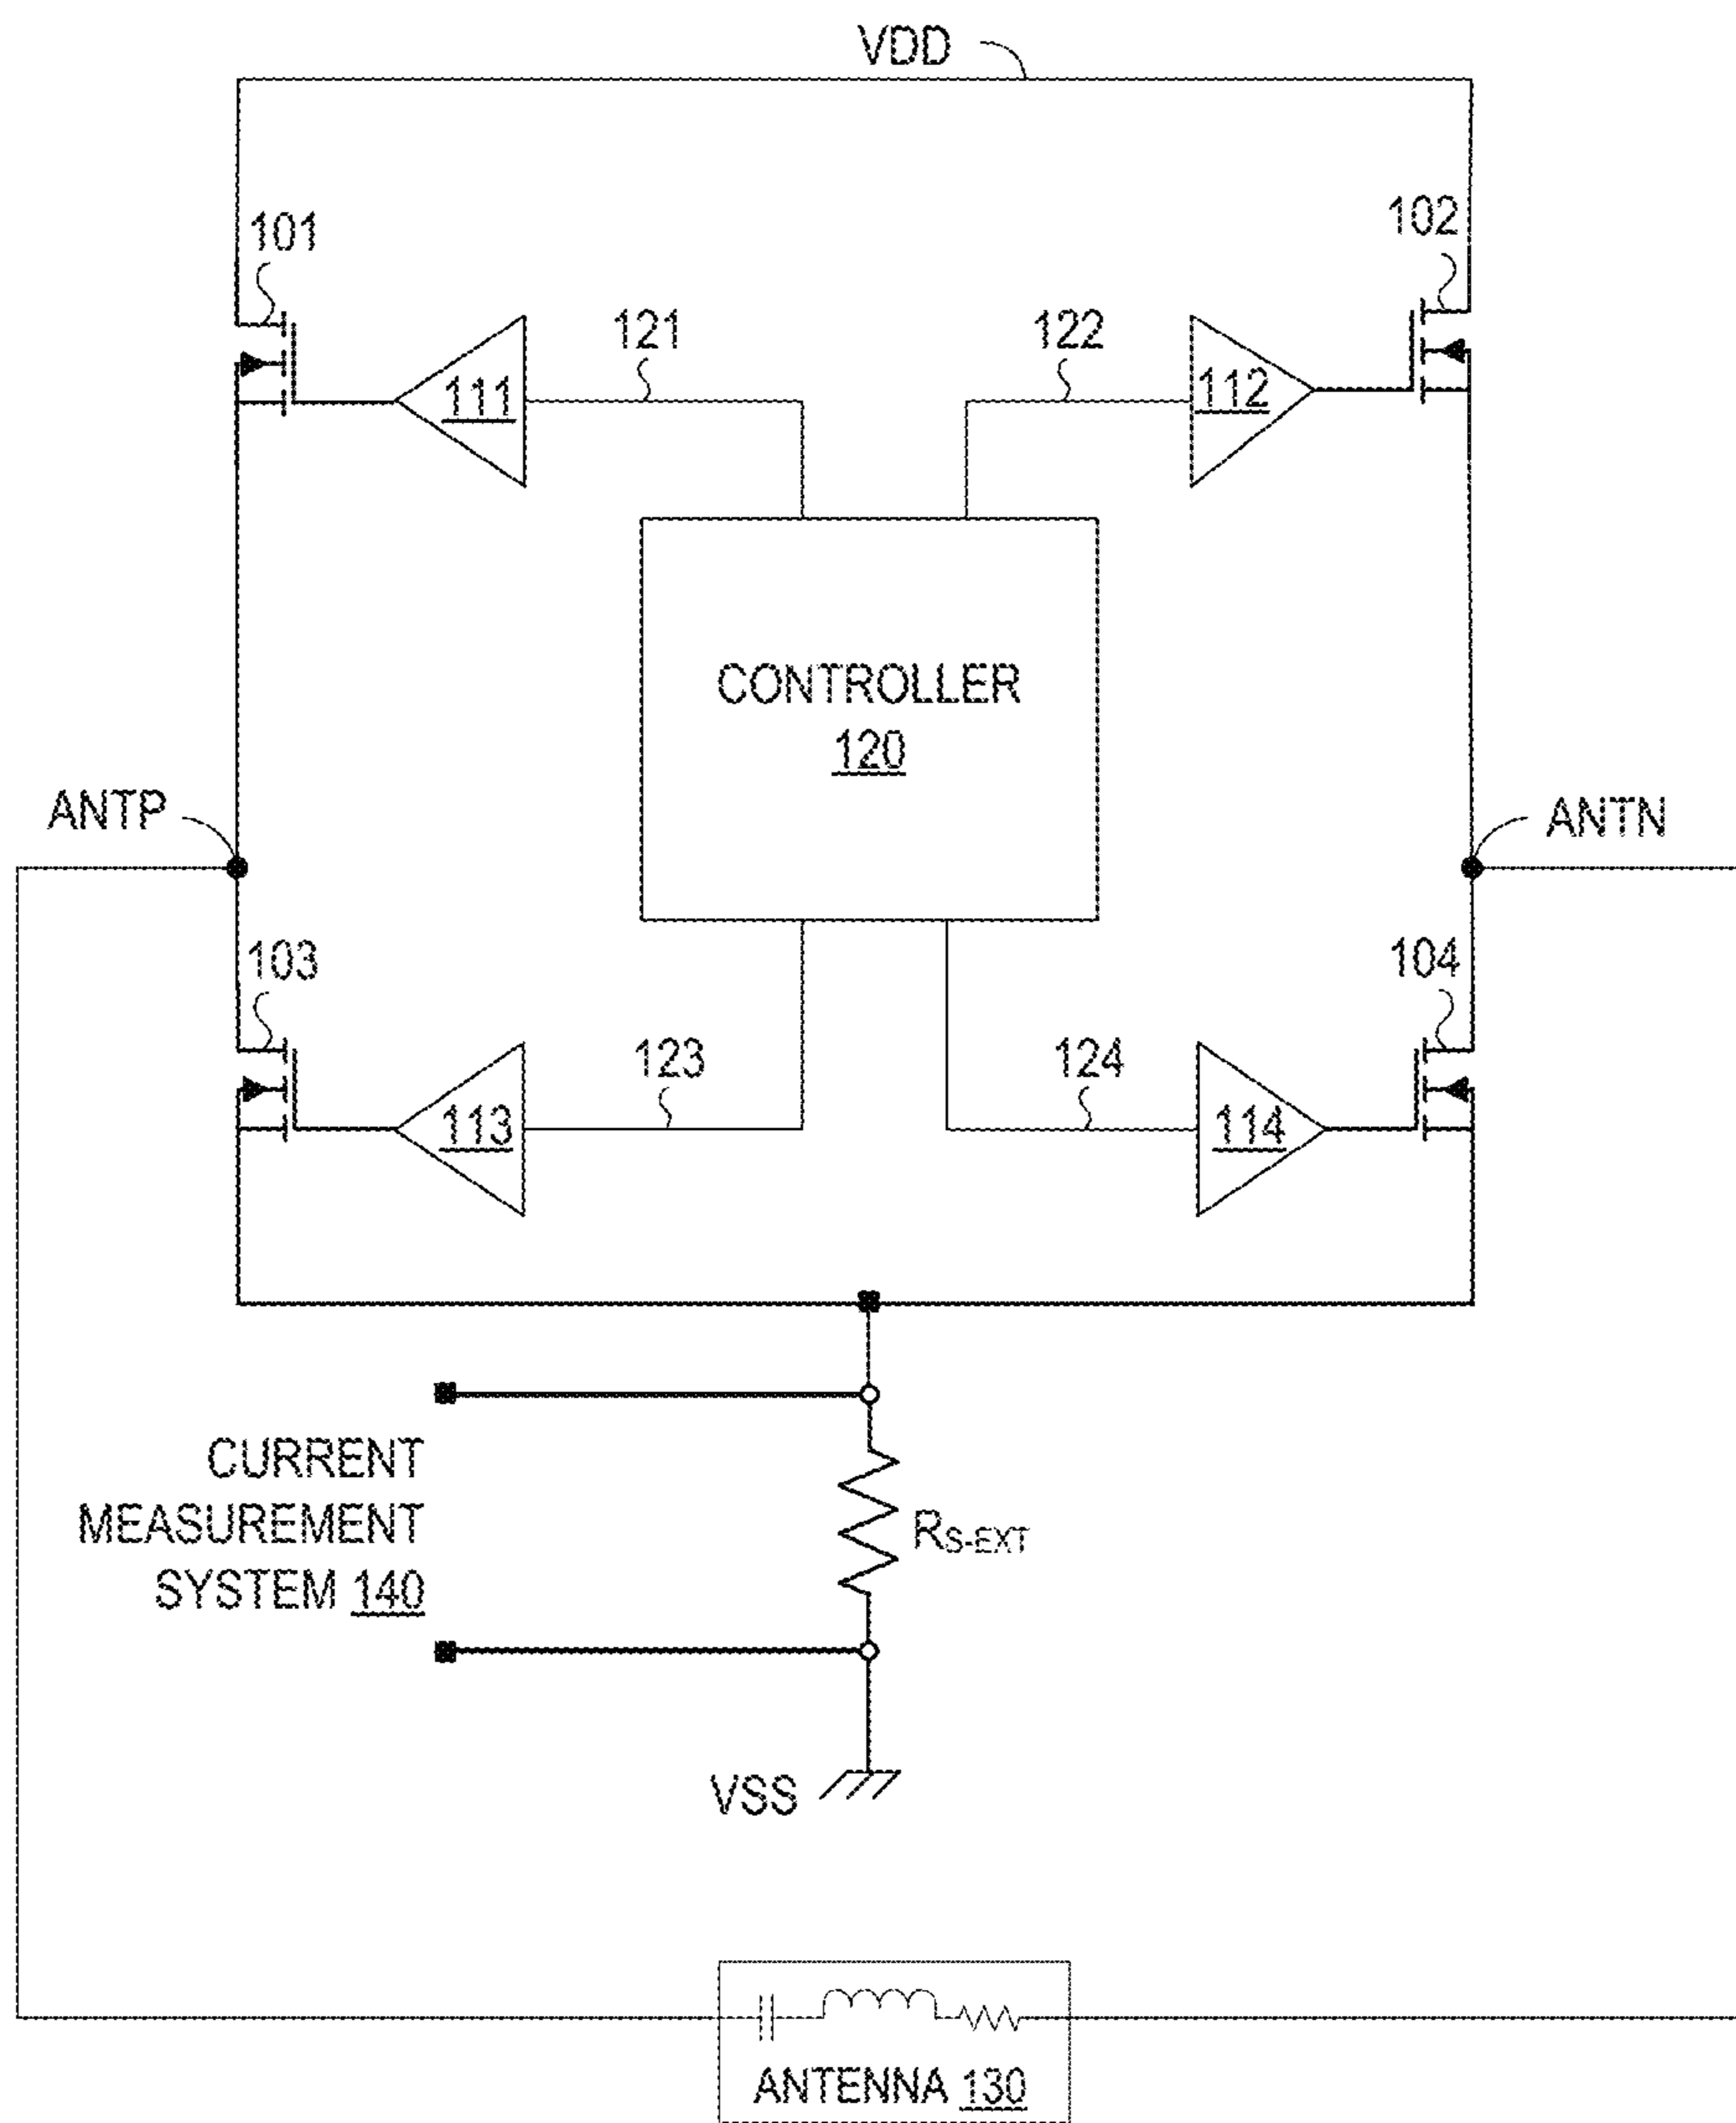 VDD
101
102
121
122
111
112
CONTROLLER
120
ANTP
ANTN
103
104
123
124
113
114
CURRENT
MEASUREMENT
SYSTEM 140
RS-EXT
VSS
ANTENNA 130